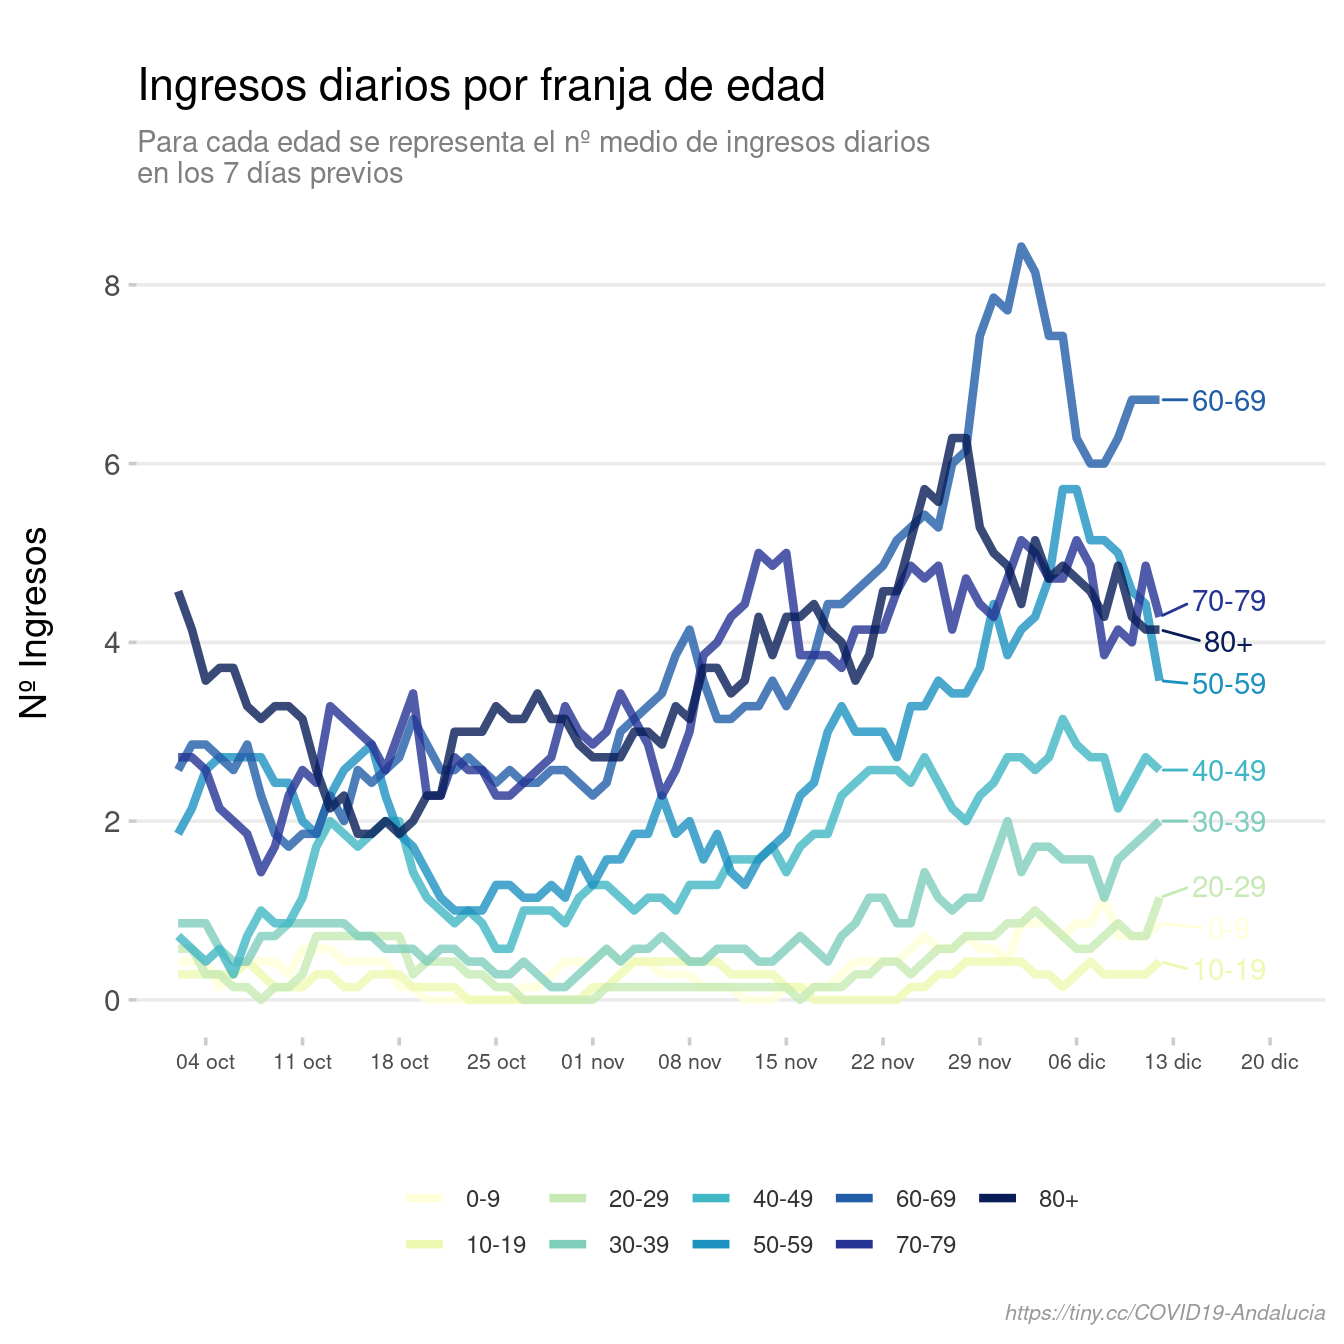 Ingresos diarios por franja de edad
Para cada edad se representa el nº medio de ingresos diarios
en los 7 días previos
Nº Ingresos
8
6
4
2
0
60-69
70-79
80+
50-59
40-49
30-39
20-29
0-9
10-19
04 oct 11 oct 18 oct 25 oct 01 nov 08 nov 15 nov 22 nov 29 nov 06 dic 13 dic 20 dic
0-9 20-29 40-49 60-69 80+
10-19 30-39 50-59 70-79
https://tiny.cc/COVID19-Andalucia